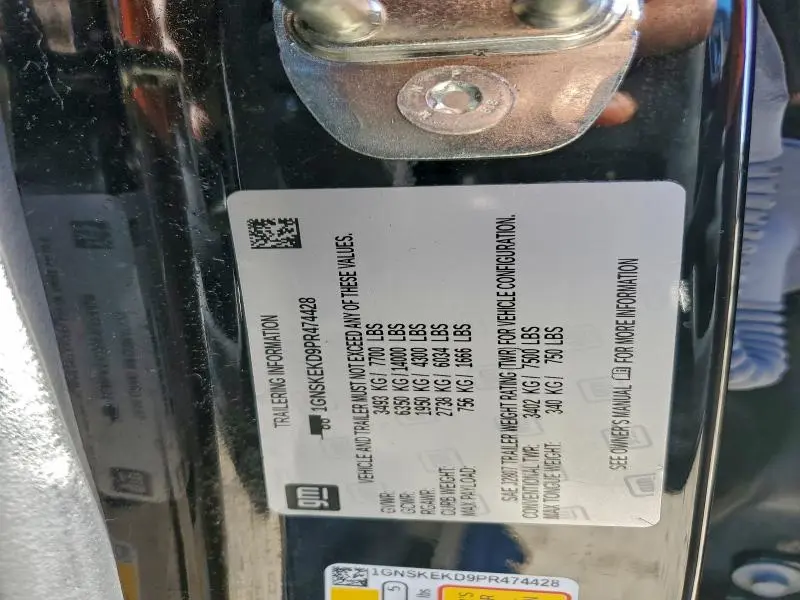 TRAILERING INFORMATION
gm
1GNSKEKD9PR474428
VEHICLE AND TRAILER MUST NOT EXCEED ANY OF THESE VALUES.
GVWR: 3493 KG / 7700 LBS
GCWR: 6350 KG / 14000 LBS
RGAWR: 1950 KG / 4300 LBS
CURB WEIGHT: 2738 KG / 6034 LBS
MAX PAYLOAD: 756 KG / 1666 LBS
SAE J2807 TRAILER WEIGHT RATING (TWR) FOR VEHICLE CONFIGURATION.
CONVENTIONAL TWR: 3402 KG / 7500 LBS
MAX TONGUE WEIGHT: 340 KG / 750 LBS
SEE OWNER'S MANUAL FOR MORE INFORMATION
1GNSKEKD9PR474428
5